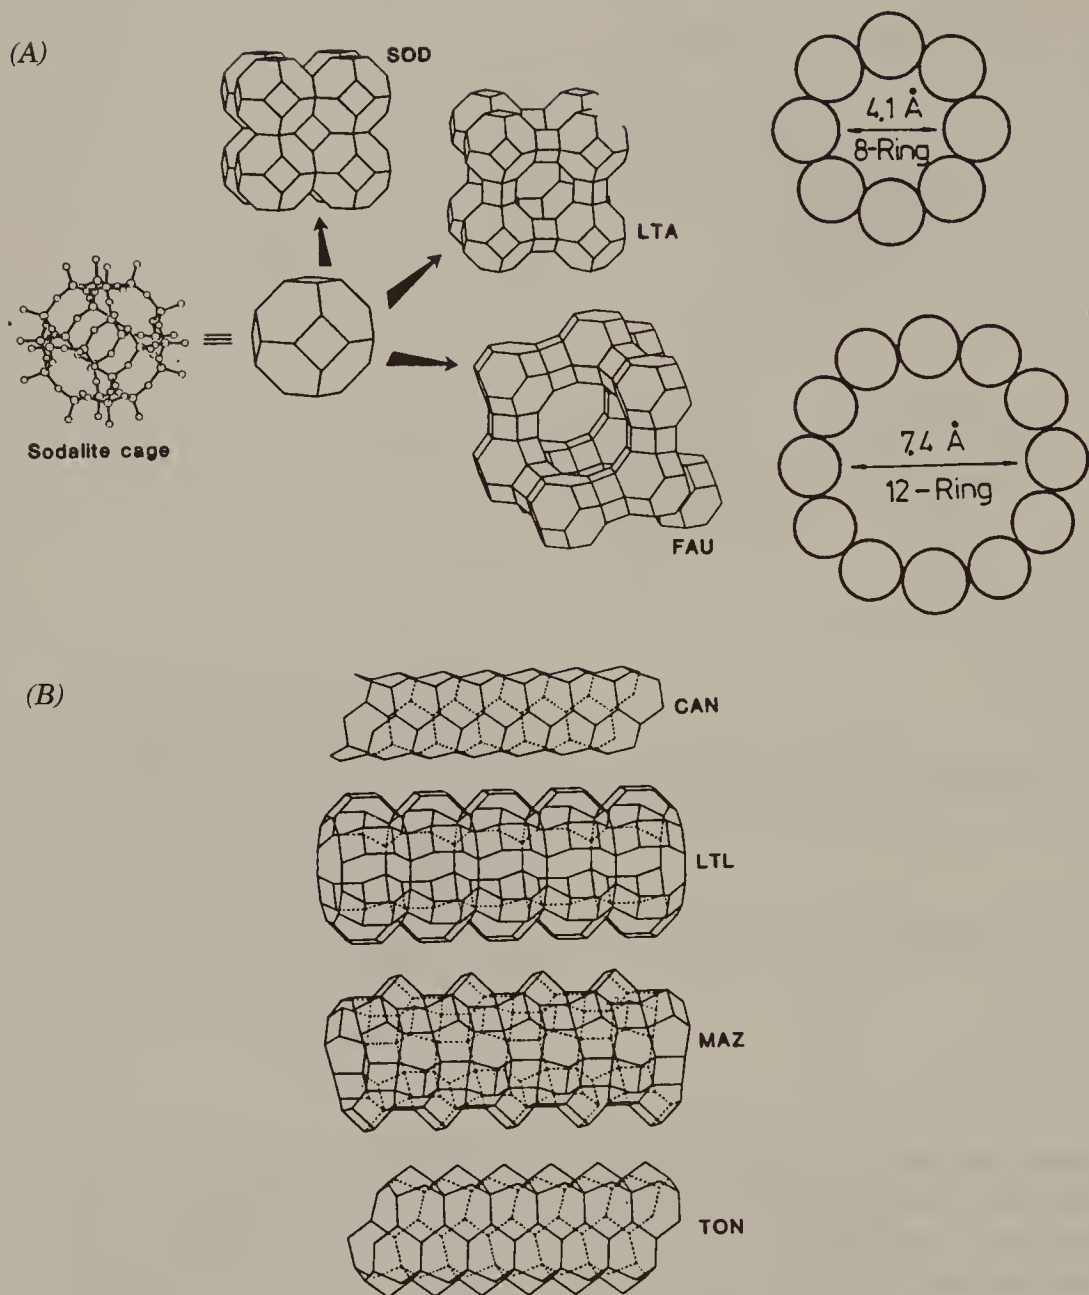 (A)
SOD
4.1 Å
8-Ring
LTA
Sodalite cage
7.4 Å
12-Ring
FAU
(B)
CAN
LTL
MAZ
TON